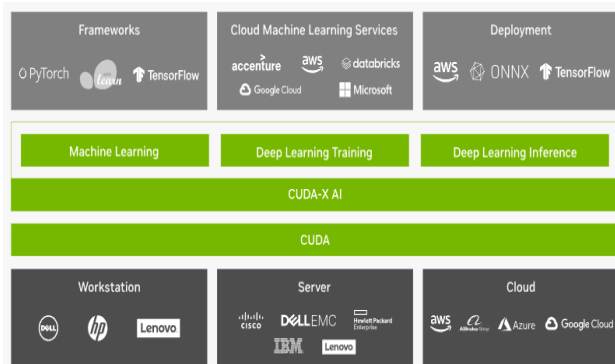 Frameworks
PyTorch
learn
TensorFlow
Cloud Machine Learning Services
accenture
aws
databricks
Google Cloud
Microsoft
Deployment
aws
ONNX
TensorFlow
Machine Learning
Deep Learning Training
Deep Learning Inference
CUDA-X AI
CUDA
Workstation
DELL
hp
Lenovo
Server
CISCO
DELLEMC
Hewlett Packard
Enterprise
IBM
Lenovo
Cloud
aws
Alibaba Group
Azure
Google Cloud